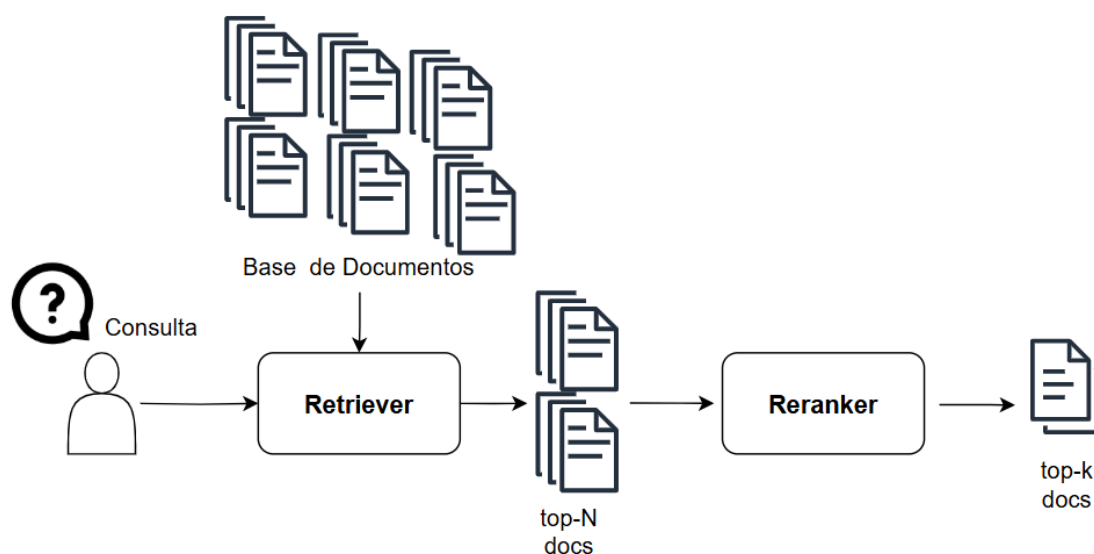 Base de Documentos
Consulta
Retriever
Reranker
top-N
docs
top-k
docs